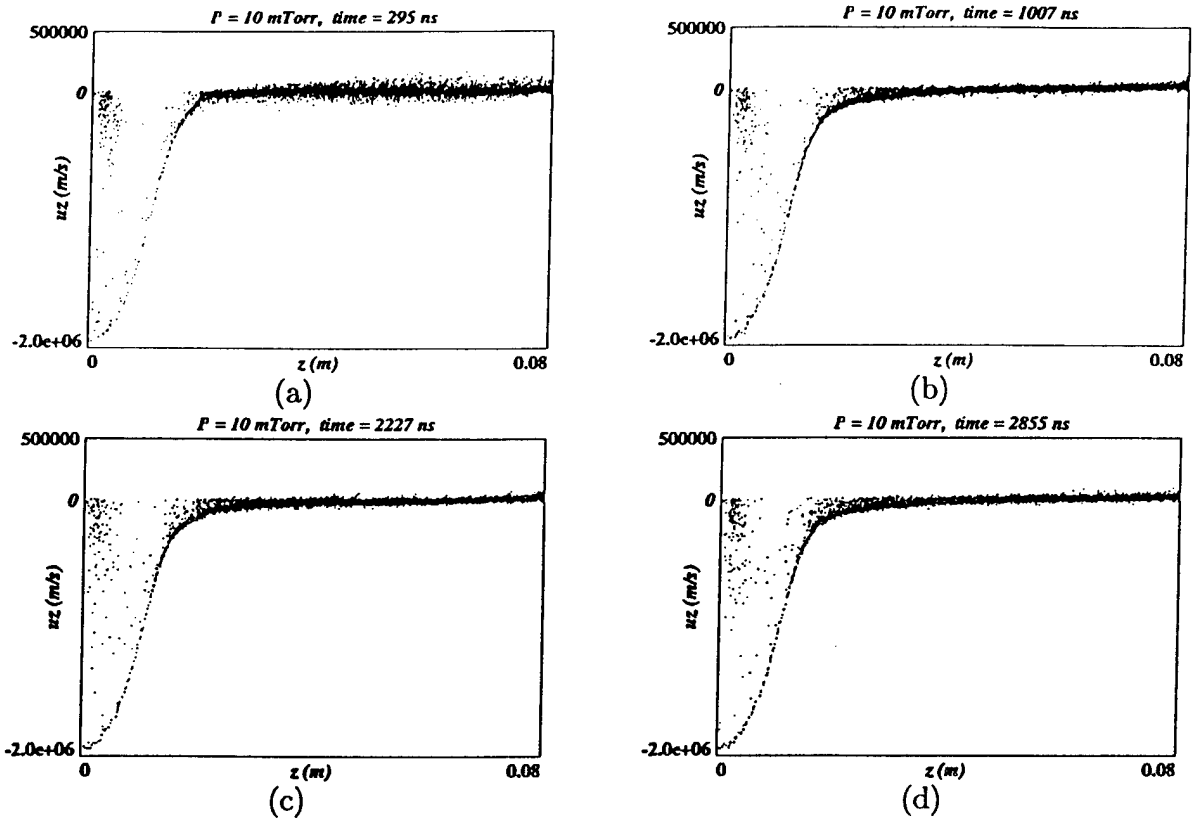 P = 10 mTorr, time = 295 ns
500000
0
uz (m/s)
-2.0e+06
0
z (m)
0.08
(a)
P = 10 mTorr, time = 1007 ns
500000
0
uz (m/s)
-2.0e+06
0
z (m)
0.08
(b)
P = 10 mTorr, time = 2227 ns
500000
0
uz (m/s)
-2.0e+06
0
z (m)
0.08
(c)
P = 10 mTorr, time = 2855 ns
500000
0
uz (m/s)
-2.0e+06
0
z (m)
0.08
(d)